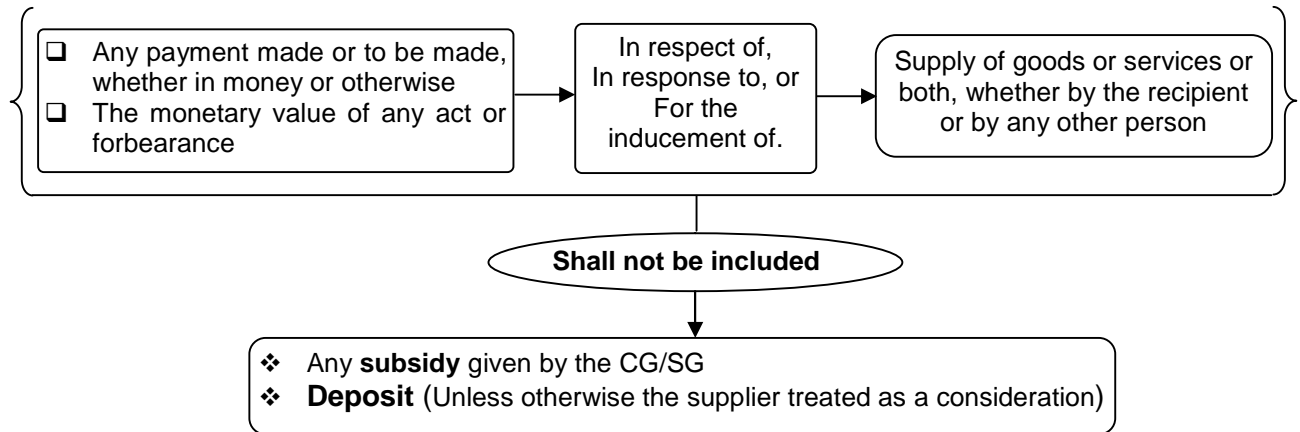 ❑ Any payment made or to be made,
whether in money or otherwise
❑ The monetary value of any act or
forbearance
In respect of,
In response to, or
For the
inducement of.
Supply of goods or services or
both, whether by the recipient
or by any other person
Shall not be included
❖ Any subsidy given by the CG/SG
❖ Deposit (Unless otherwise the supplier treated as a consideration)